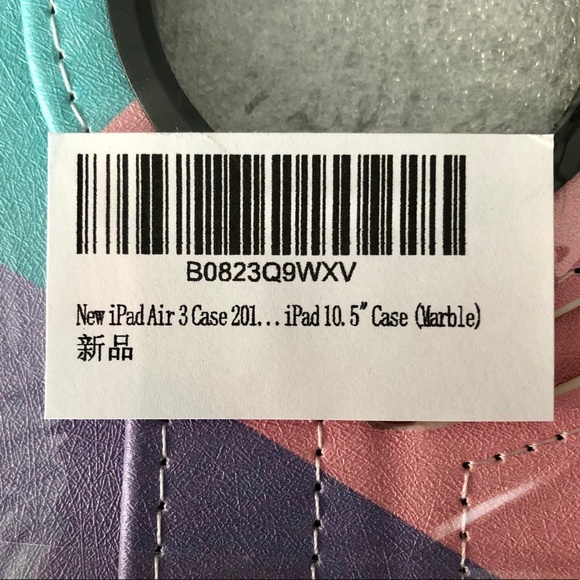 B0823Q9WXV
New iPad Air 3 Case 201... iPad 10.5" Case (Marble)
新品